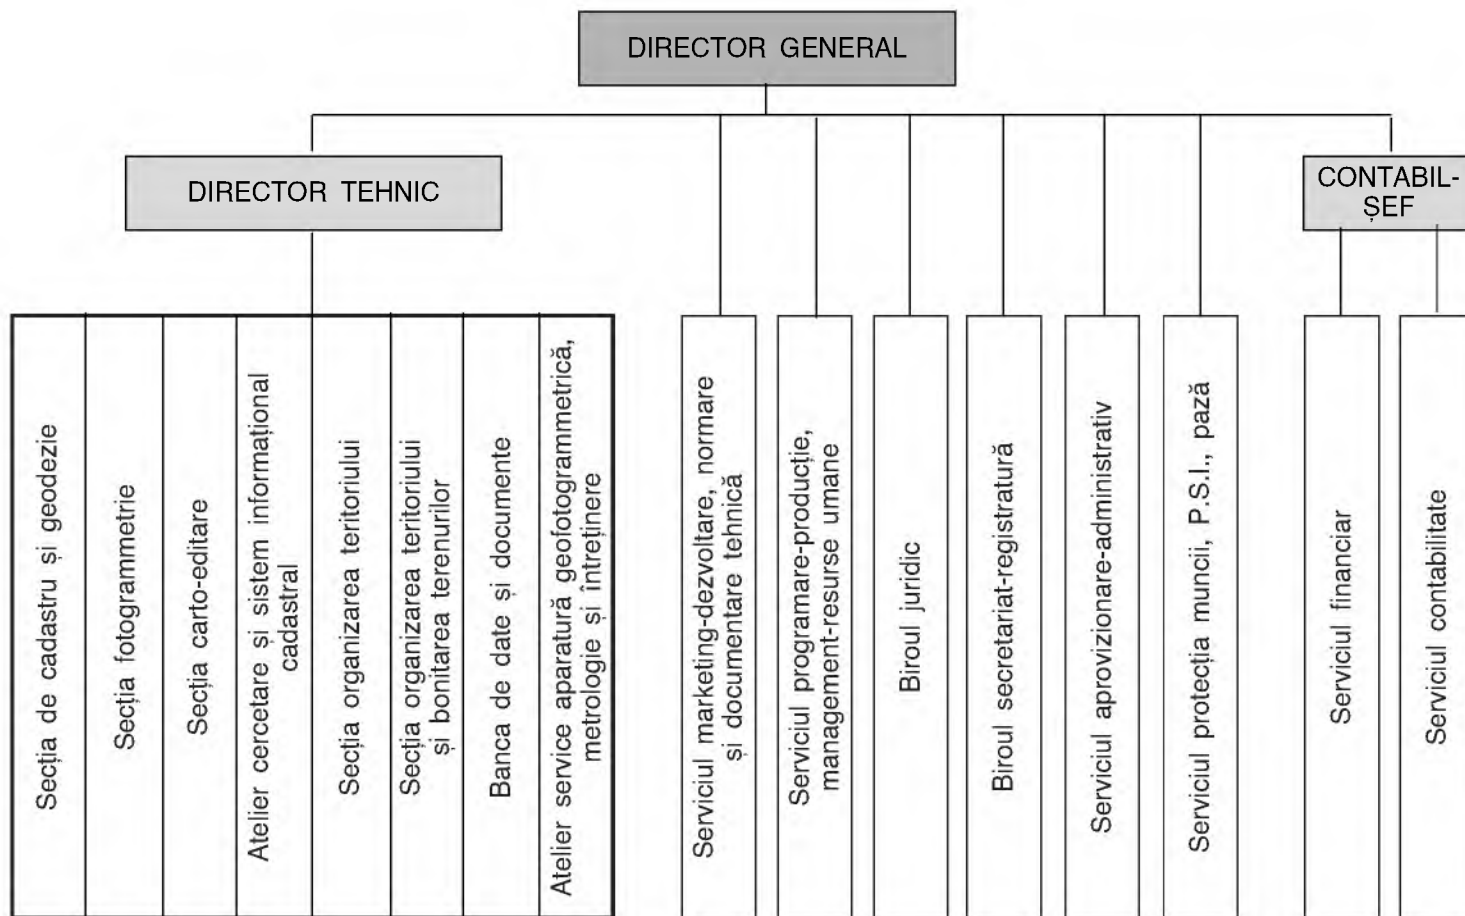 DIRECTOR GENERAL
DIRECTOR TEHNIC
CONTABIL-
ȘEF
Secția de cadastru și geodezie
Secția fotogrammetrie
Secția carto-editare
Atelier cercetare și sistem informațional
cadastral
Secția organizarea teritoriului
Secția organizarea teritoriului
și bonitarea terenurilor
Banca de date și documente
Atelier service aparatură geofotogrammetrică,
metrologie și întreținere
Serviciul marketing-dezvoltare, normare
și documentare tehnică
Serviciul programare-producție,
management-resurse umane
Biroul juridic
Biroul secretariat-registratură
Serviciul aprovizionare-administrativ
Serviciul protecția muncii, P.S.I., pază
Serviciul financiar
Serviciul contabilitate